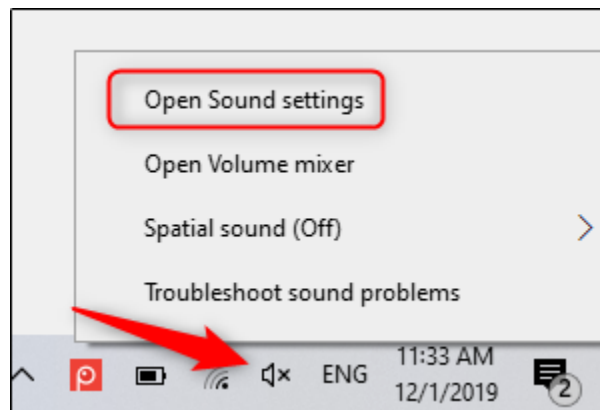 Open Sound settings
Open Volume mixer
Spatial sound (Off)
Troubleshoot sound problems
ENG
11:33 AM
12/1/2019
2